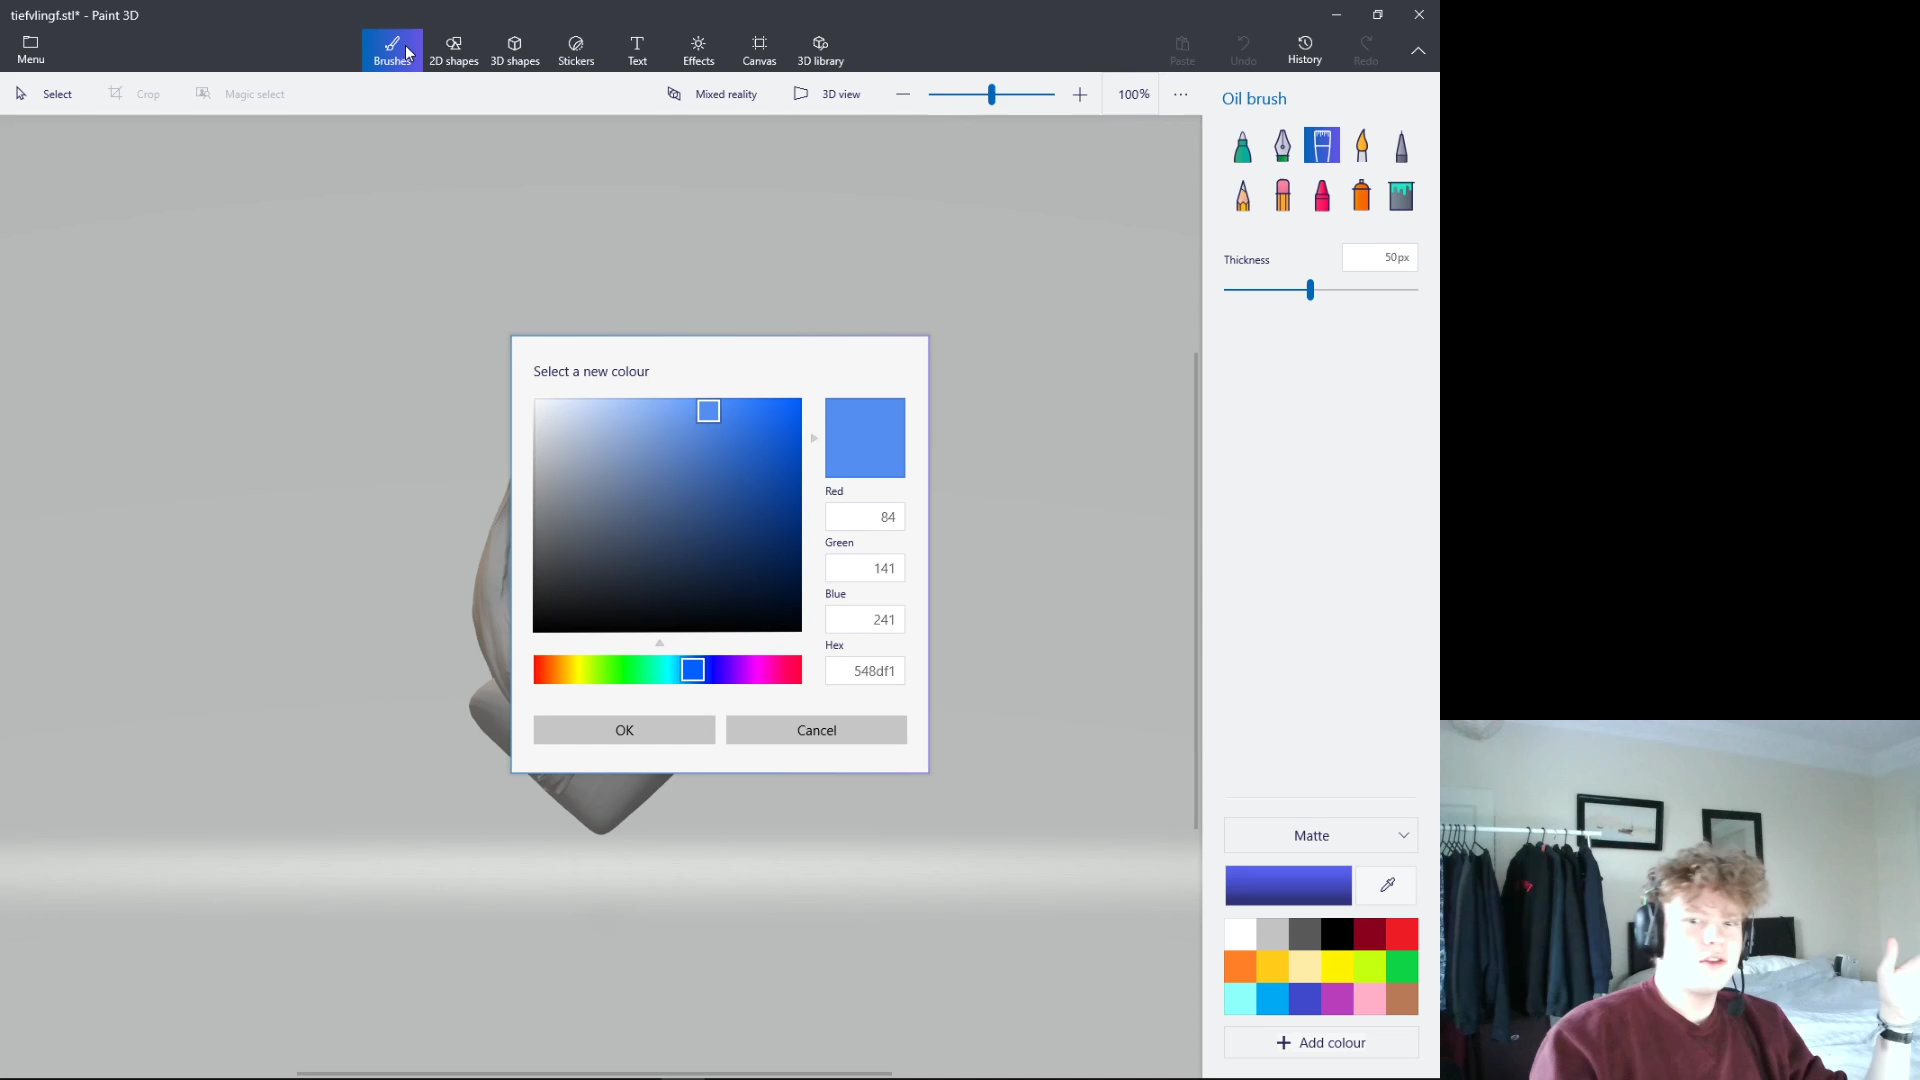 tiefvlingf.stl* - Paint 3D
Menu
Brushes
2D shapes
3D shapes
Stickers
Text
Effects
Canvas
3D library
Paste
Undo
History
Redo
Select
Crop
Magic select
Mixed reality
3D view
100%
Oil brush
Thickness
50px
Select a new colour
Red
84
Green
141
Blue
241
Hex
548df1
OK
Cancel
Matte
Add colour